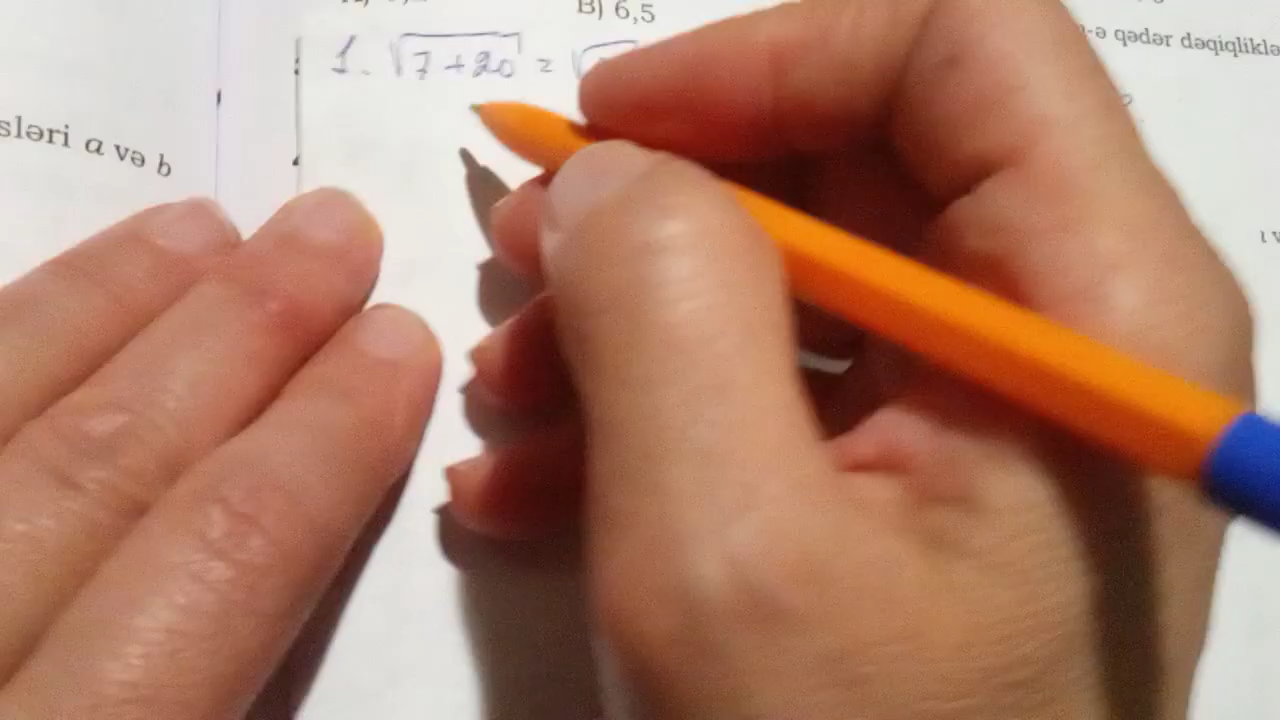 B) 6,5
1. √7+20 = √
-ə qədər dəqiqliklə
sləri a və b